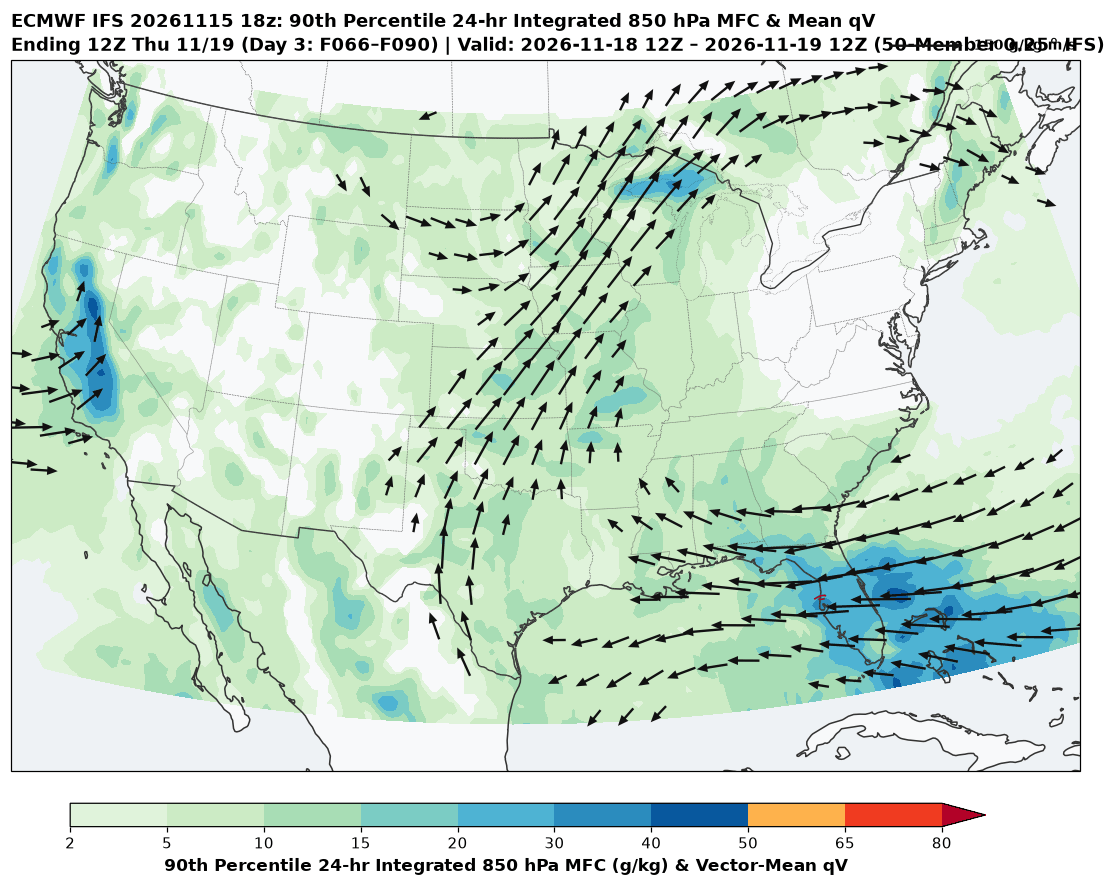 ECMWF IFS 20261115 18z: 90th Percentile 24-hr Integrated 850 hPa MFC & Mean qV
Ending 12Z Thu 11/19 (Day 3: F066–F090) | Valid: 2026-11-18 12Z – 2026-11-19 12Z (50-Member 0.25° IFS)
2 5 10 15 20 30 40 50 65 80
90th Percentile 24-hr Integrated 850 hPa MFC (g/kg) & Vector-Mean qV